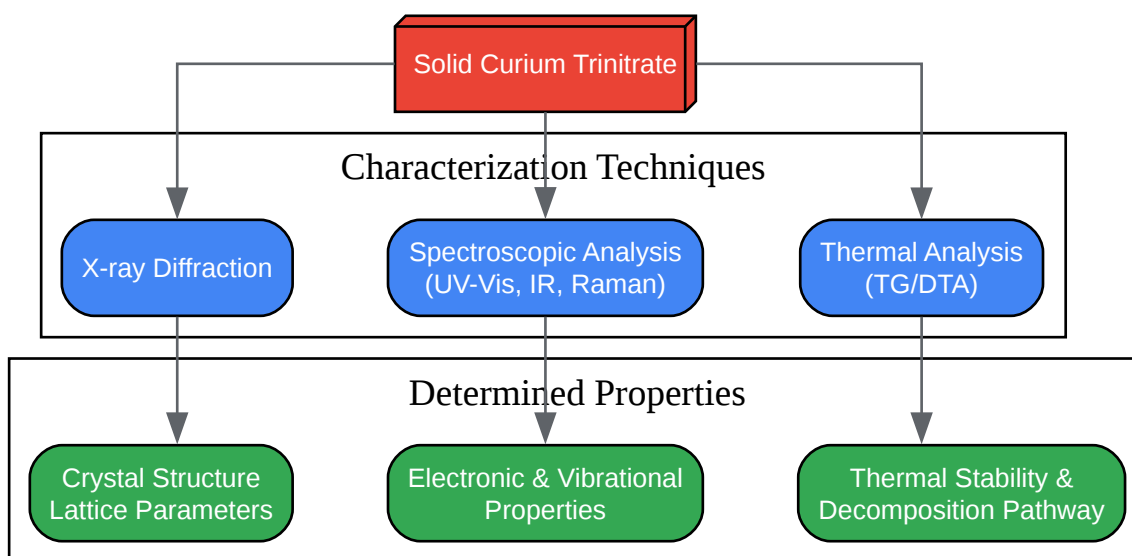 Solid Curium Trinitrate
Characterization Techniques
X-ray Diffraction
Spectroscopic Analysis
(UV-Vis, IR, Raman)
Thermal Analysis
(TG/DTA)
Determined Properties
Crystal Structure
Lattice Parameters
Electronic & Vibrational
Properties
Thermal Stability &
Decomposition Pathway